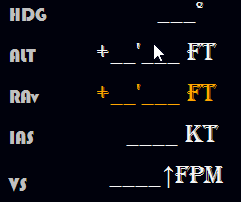 HDG ___°
ALT +__'___ FT
RAv +__'___ FT
IAS ____ KT
VS ____↑FPM